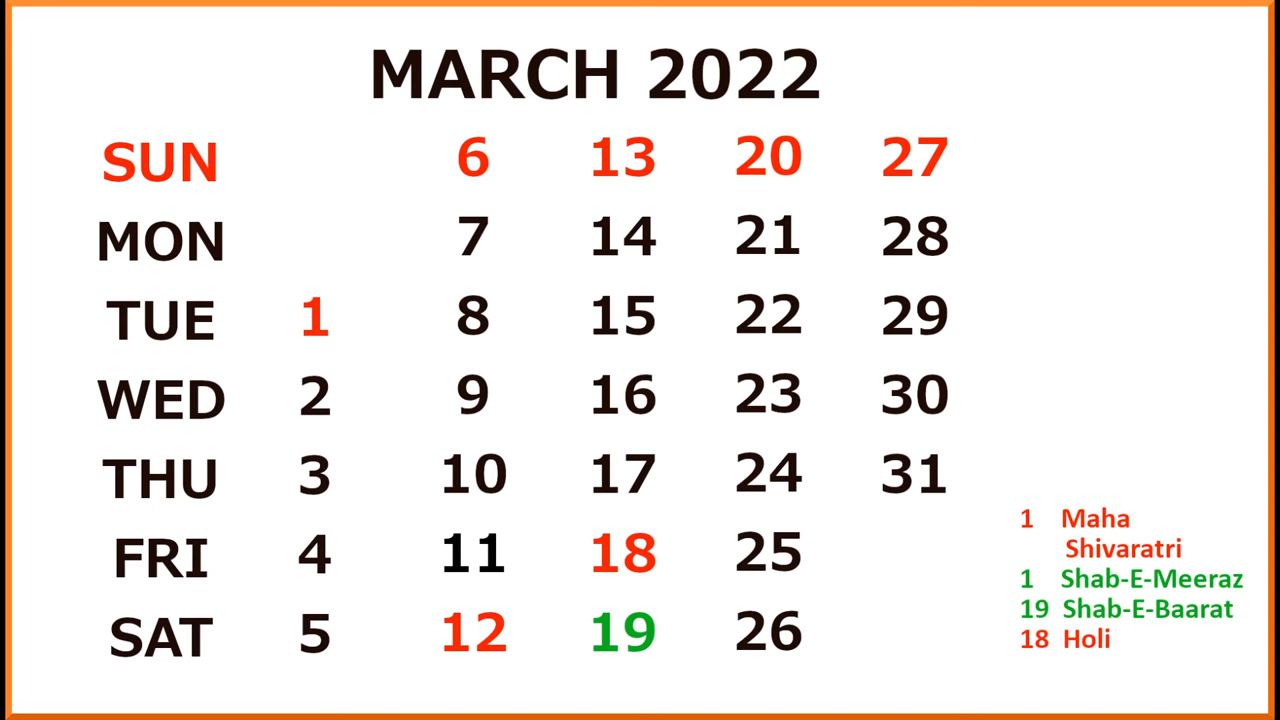 MARCH 2022
SUN 6 13 20 27
MON 7 14 21 28
TUE 1 8 15 22 29
WED 2 9 16 23 30
THU 3 10 17 24 31
FRI 4 11 18 25
SAT 5 12 19 26
1 Maha
Shivaratri
1 Shab-E-Meeraz
19 Shab-E-Baarat
18 Holi